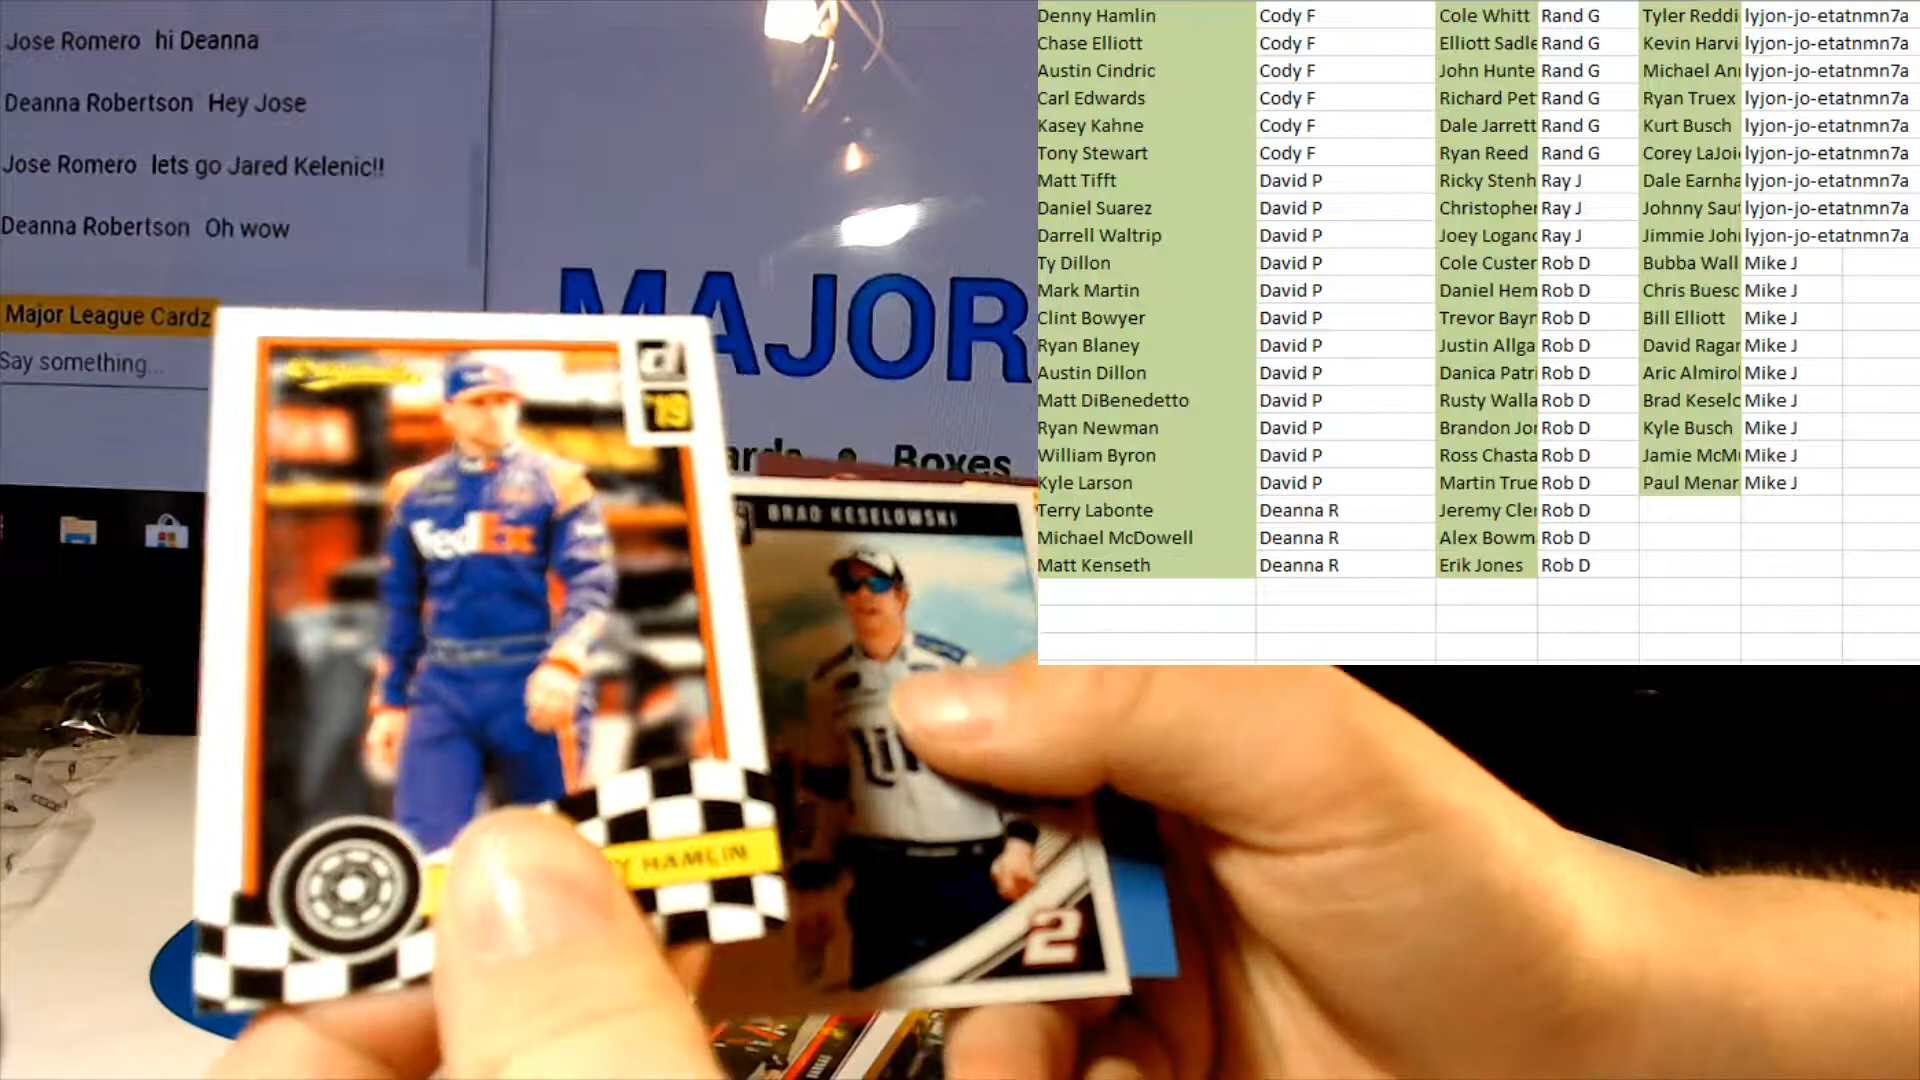 Jose Romero hi Deanna
Deanna Robertson Hey Jose
Jose Romero lets go Jared Kelenic!!
Deanna Robertson Oh wow
Major League Cardz
Say something...
MAJOR
Boxes
'19
FedEx
HAMLIN
BRAD KESELOWSKI
2
Denny Hamlin Cody F Cole Whitt Rand G Tyler Reddi lyjon-jo-etatnmn7a
Chase Elliott Cody F Elliott Sadle Rand G Kevin Harvi lyjon-jo-etatnmn7a
Austin Cindric Cody F John Hunte Rand G Michael An lyjon-jo-etatnmn7a
Carl Edwards Cody F Richard Pet Rand G Ryan Truex lyjon-jo-etatnmn7a
Kasey Kahne Cody F Dale Jarrett Rand G Kurt Busch lyjon-jo-etatnmn7a
Tony Stewart Cody F Ryan Reed Rand G Corey LaJoi lyjon-jo-etatnmn7a
Matt Tifft David P Ricky Stenh Ray J Dale Earnha lyjon-jo-etatnmn7a
Daniel Suarez David P Christopher Ray J Johnny Saut lyjon-jo-etatnmn7a
Darrell Waltrip David P Joey Logano Ray J Jimmie John lyjon-jo-etatnmn7a
Ty Dillon David P Cole Custer Rob D Bubba Wall Mike J
Mark Martin David P Daniel Hem Rob D Chris Buesc Mike J
Clint Bowyer David P Trevor Bayn Rob D Bill Elliott Mike J
Ryan Blaney David P Justin Allga Rob D David Ragan Mike J
Austin Dillon David P Danica Patri Rob D Aric Almirol Mike J
Matt DiBenedetto David P Rusty Walla Rob D Brad Keselo Mike J
Ryan Newman David P Brandon Jon Rob D Kyle Busch Mike J
William Byron David P Ross Chasta Rob D Jamie McMu Mike J
Kyle Larson David P Martin True Rob D Paul Menar Mike J
Terry Labonte Deanna R Jeremy Cle Rob D
Michael McDowell Deanna R Alex Bowm Rob D
Matt Kenseth Deanna R Erik Jones Rob D